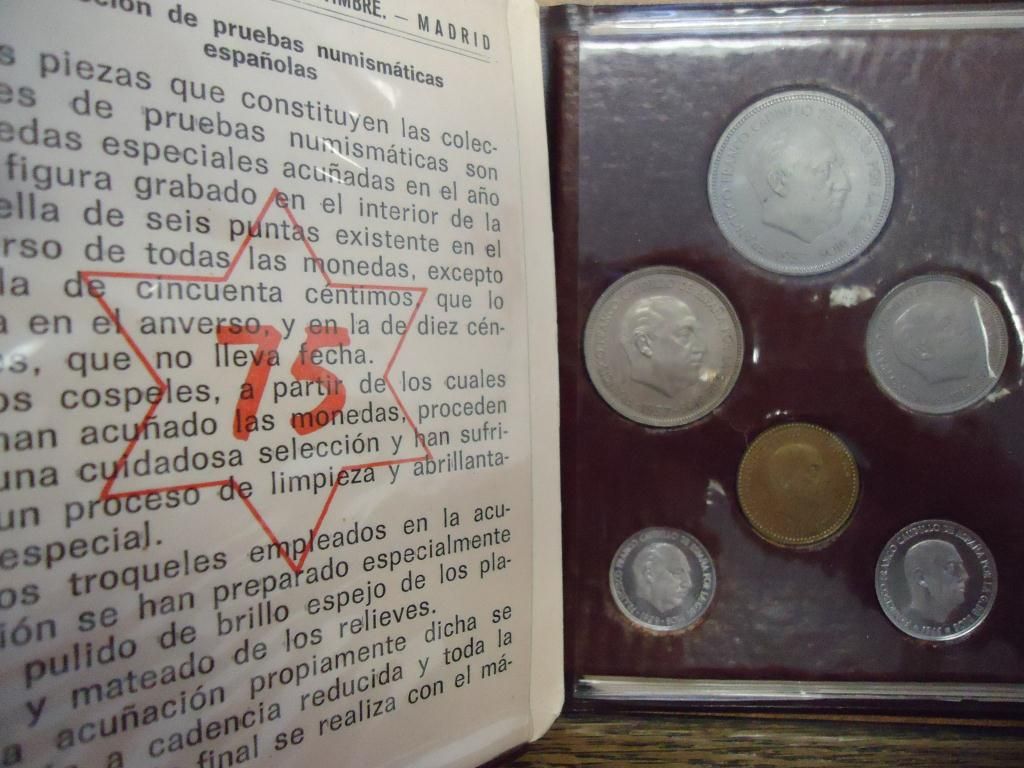 TIMBRE. — MADRID
ción de pruebas numismáticas
españolas
s piezas que constituyen las colec-
es de pruebas numismáticas son
edas especiales acuñadas en el año
figura grabado en el interior de la
ella de seis puntas existente en el
erso de todas las monedas, excepto
la de cincuenta céntimos, que lo
a en el anverso, y en la de diez cén-
s, que no lleva fecha.
75
os cospeles, a partir de los cuales
han acuñado las monedas, proceden
una cuidadosa selección y han sufri-
un proceso de limpieza y abrillanta-
especial.
os troqueles empleados en la acu-
ión se han preparado especialmente
pulido de brillo espejo de los pla-
y mateado de los relieves.
a acuñación propiamente dicha se
a cadencia reducida y toda la
final se realiza con el má-